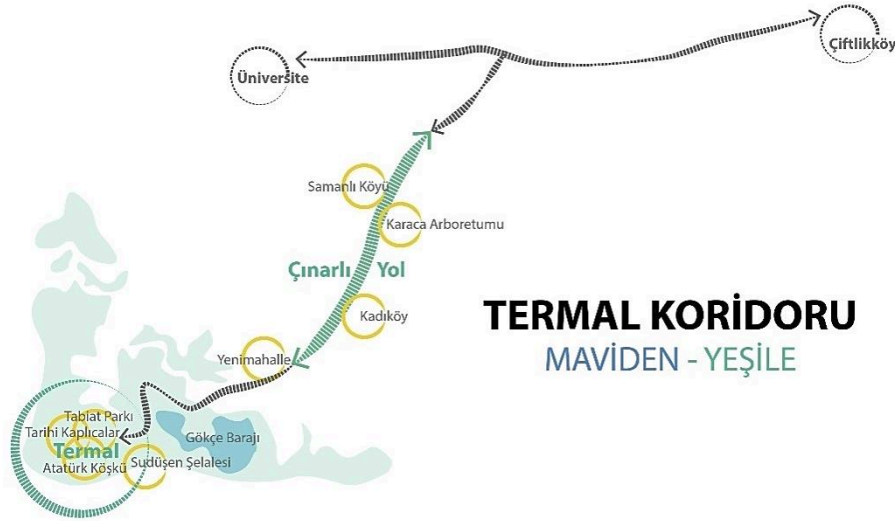 Çiftlikköy
Üniversite
Samanlı Köyü
Karaca Arboretumu
Çınarlı Yol
Kadıköy
TERMAL KORİDORU
MAVİDEN - YEŞİLE
Yenimahalle
Tabiat Parkı
Tarihi Kaplıcalar
Termal
Atatürk Köşkü
Gökçe Barajı
Sudüşen Şelalesi